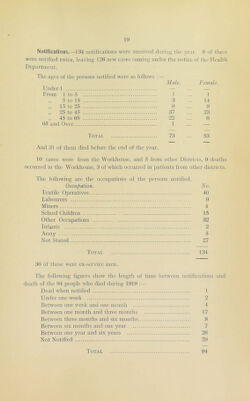 19
Notifications.—134 notifications were received during the year. 8 of these
were notified twice, leaving 126 new cases coming under the notice of the Health
Department.
The ages of the persons notified were as follows :—
Male. Female.
Under 1 — —
From 1 to 5 1 1
„ 5 to 15 3 14
„ 15 to 25 9 9
„ 25 to 45 37 23
„ 45 to 65 22 6
65 and Over 1 —
Total 73 53
And 31 of them died before the end of the year.
10 cases were from the Workhouse, and 5 from other Districts, 9 deaths
occurred in the Workhouse, 3 of which occurred in patients from other districts.
The following are the occupations of the persons notified.
Occupation. No.
Textile Operatives 40
Labourers 9
Miners 4
School Children 15
Other Occupations 32
Infants 2
Army 5
Not Stated 27
Total 134
36 of these were ex-service men.
The following figures show the length of time between notifications and
death of the 94 people who died during 1919 :—
Dead when notified 1
Under one week 2
Between one week and one month 4
Between one month and three months 17
Between three months and six months 8
Between six months and one year 7
Between one year and six years 26
Not Notified 29
Total 94